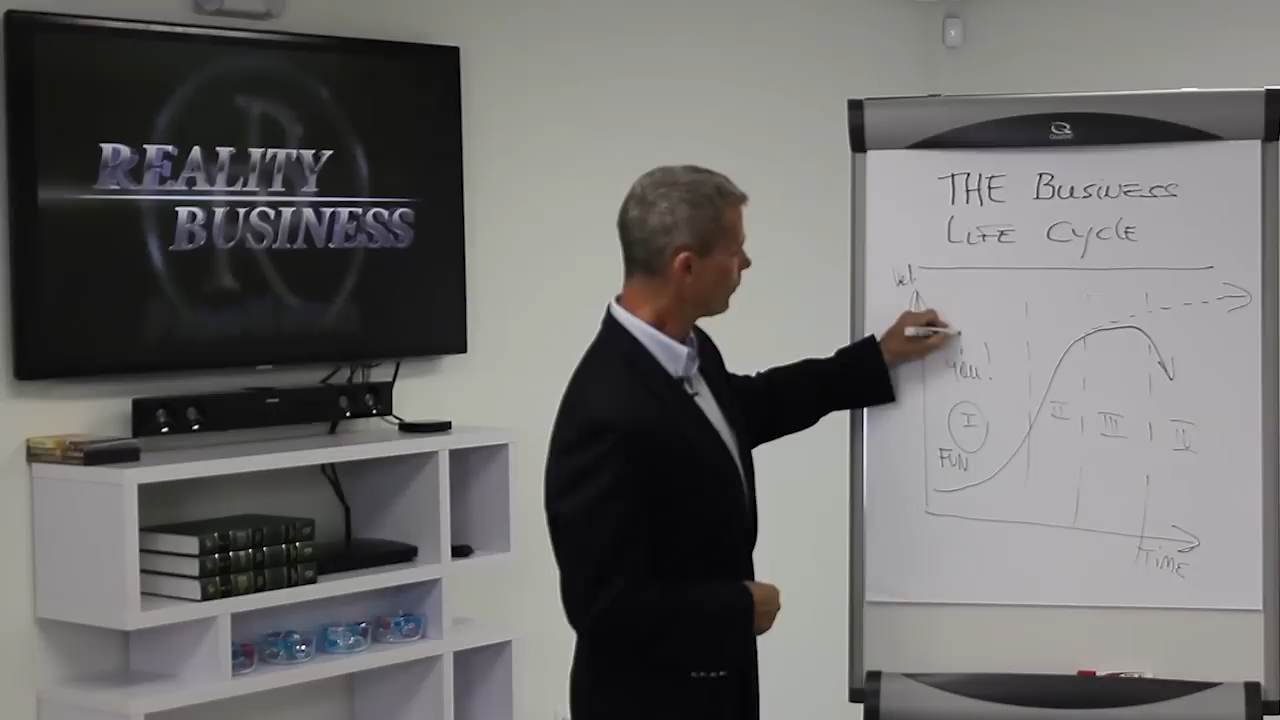 REALITY
BUSINESS
THE BUSINESS
LIFE CYCLE
you!
I
II
III
IV
FUN
TIME